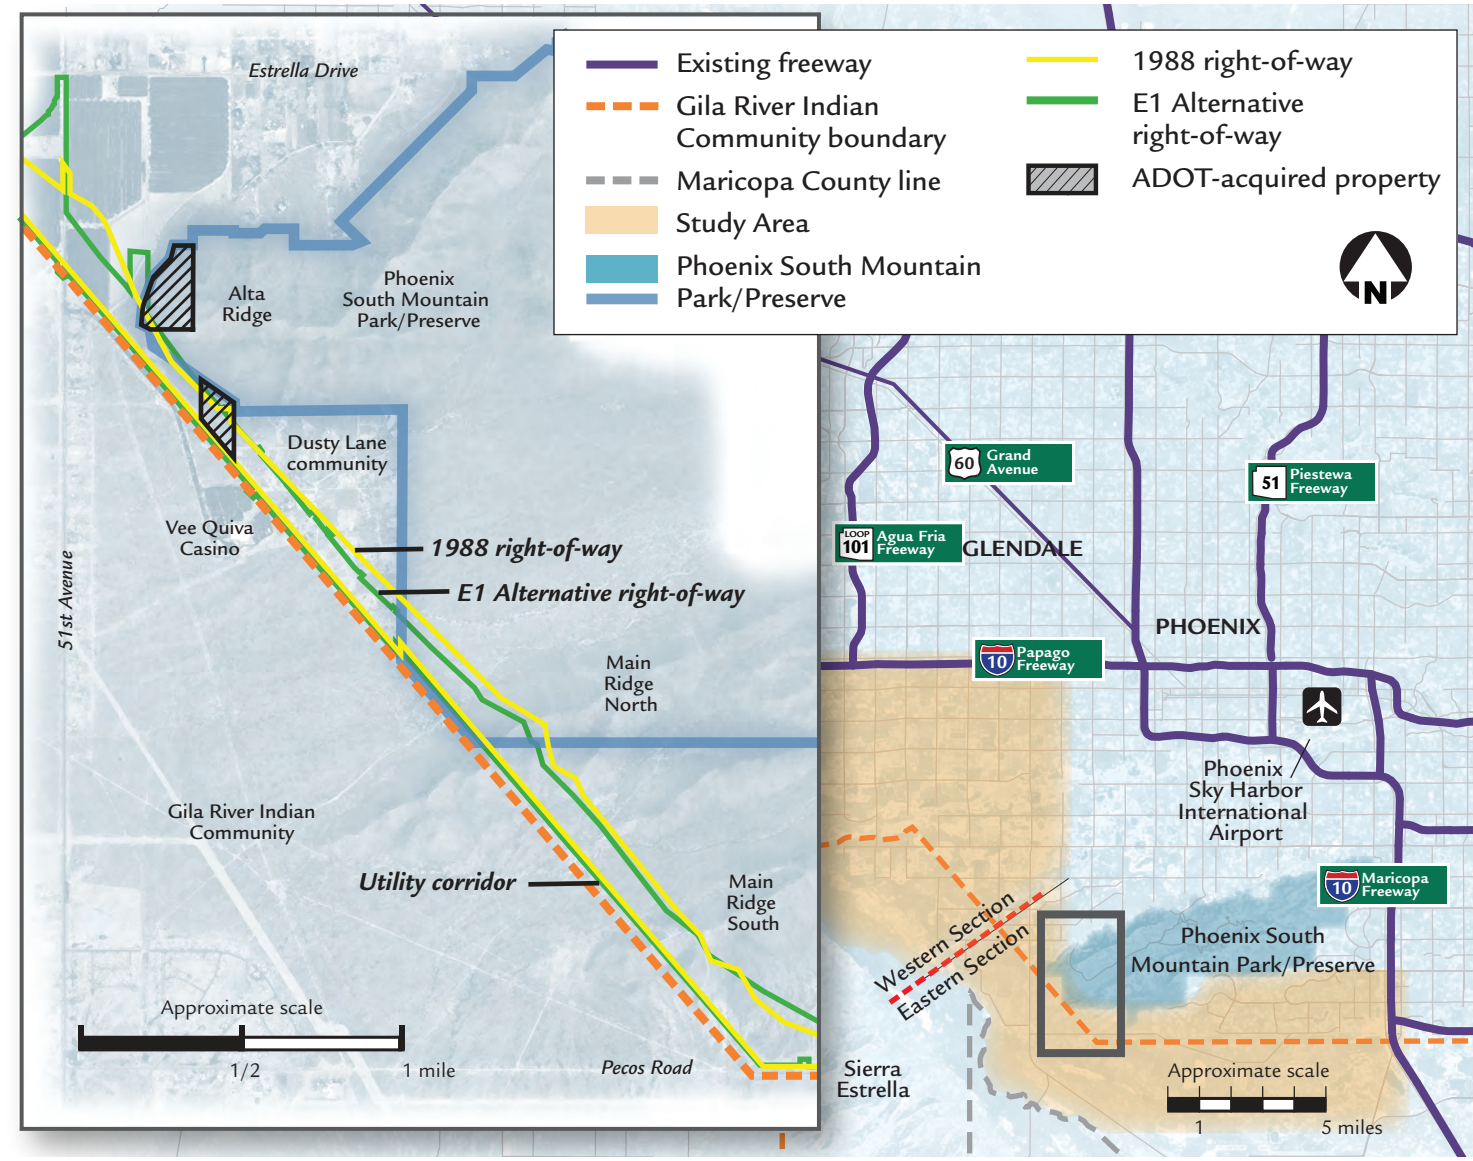 Existing freeway
Gila River Indian
Community boundary
Maricopa County line
Study Area
Phoenix South Mountain
Park/Preserve
1988 right-of-way
E1 Alternative
right-of-way
ADOT-acquired property
N
Estrella Drive
Alta
Ridge
Phoenix
South Mountain
Park/Preserve
Dusty Lane
community
Vee Quiva
Casino
51st Avenue
1988 right-of-way
E1 Alternative right-of-way
Main
Ridge
North
Gila River Indian
Community
Utility corridor
Main
Ridge
South
Approximate scale
1/2
1 mile
Pecos Road
60
Grand
Avenue
51
Piestewa
Freeway
LOOP
101
Agua Fria
Freeway
GLENDALE
PHOENIX
10
Papago
Freeway
Phoenix
Sky Harbor
International
Airport
10
Maricopa
Freeway
Western Section
Eastern Section
Phoenix South
Mountain Park/Preserve
Sierra
Estrella
Approximate scale
1
5 miles